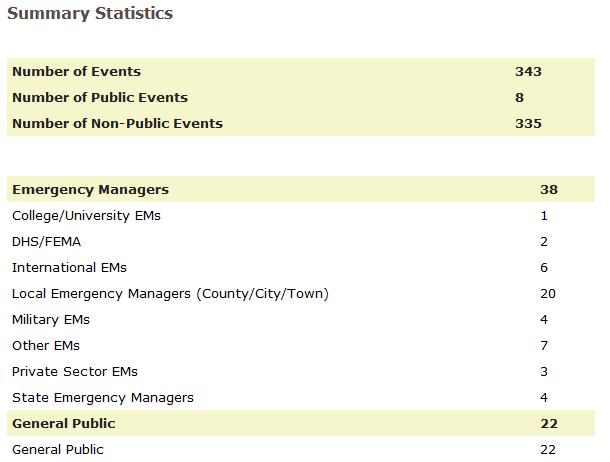 Summary Statistics
Number of Events 343
Number of Public Events 8
Number of Non-Public Events 335
Emergency Managers 38
College/University EMs 1
DHS/FEMA 2
International EMs 6
Local Emergency Managers (County/City/Town) 20
Military EMs 4
Other EMs 7
Private Sector EMs 3
State Emergency Managers 4
General Public 22
General Public 22